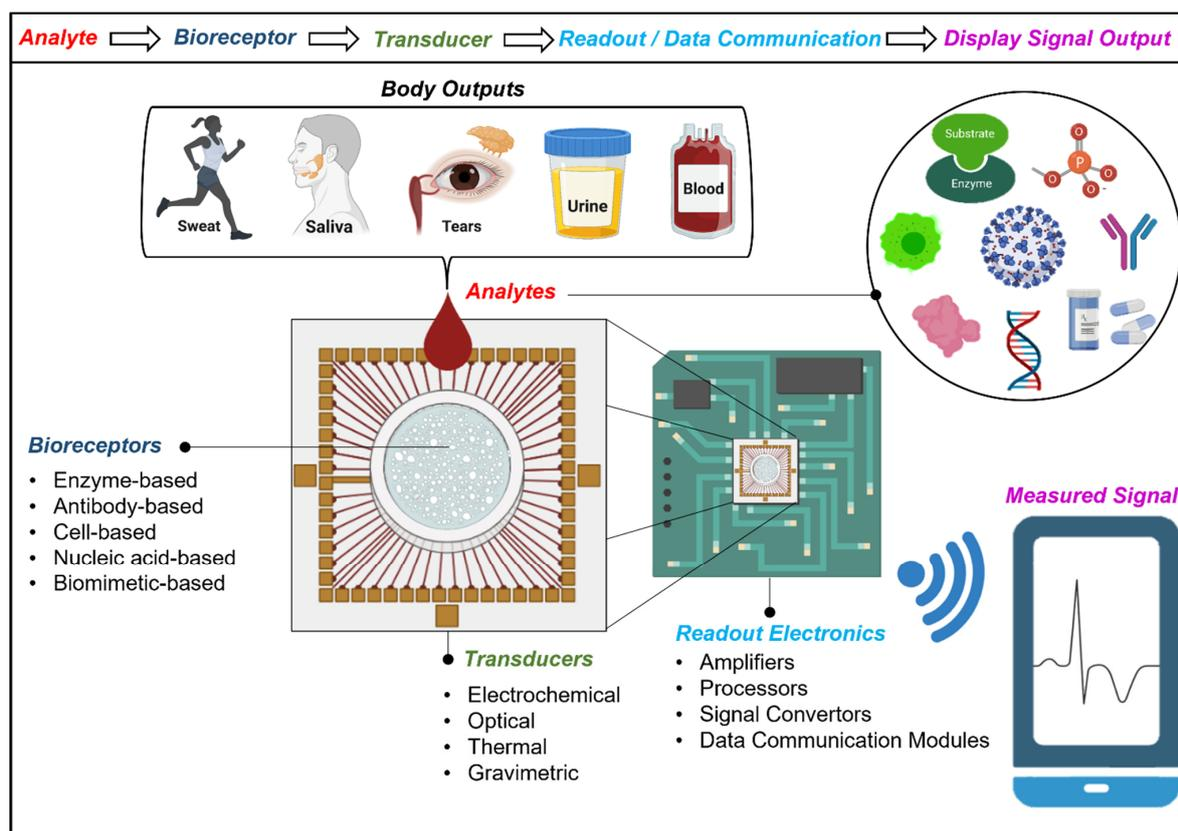 Analyte Bioreceptor Transducer Readout / Data Communication Display Signal Output
Body Outputs
Sweat
Saliva
Tears
Urine
Blood
Substrate
Enzyme
P
O
O
O
O
-
Rx
Analytes
Bioreceptors
• Enzyme-based
• Antibody-based
• Cell-based
• Nucleic acid-based
• Biomimetic-based
Transducers
• Electrochemical
• Optical
• Thermal
• Gravimetric
Readout Electronics
• Amplifiers
• Processors
• Signal Convertors
• Data Communication Modules
Measured Signal